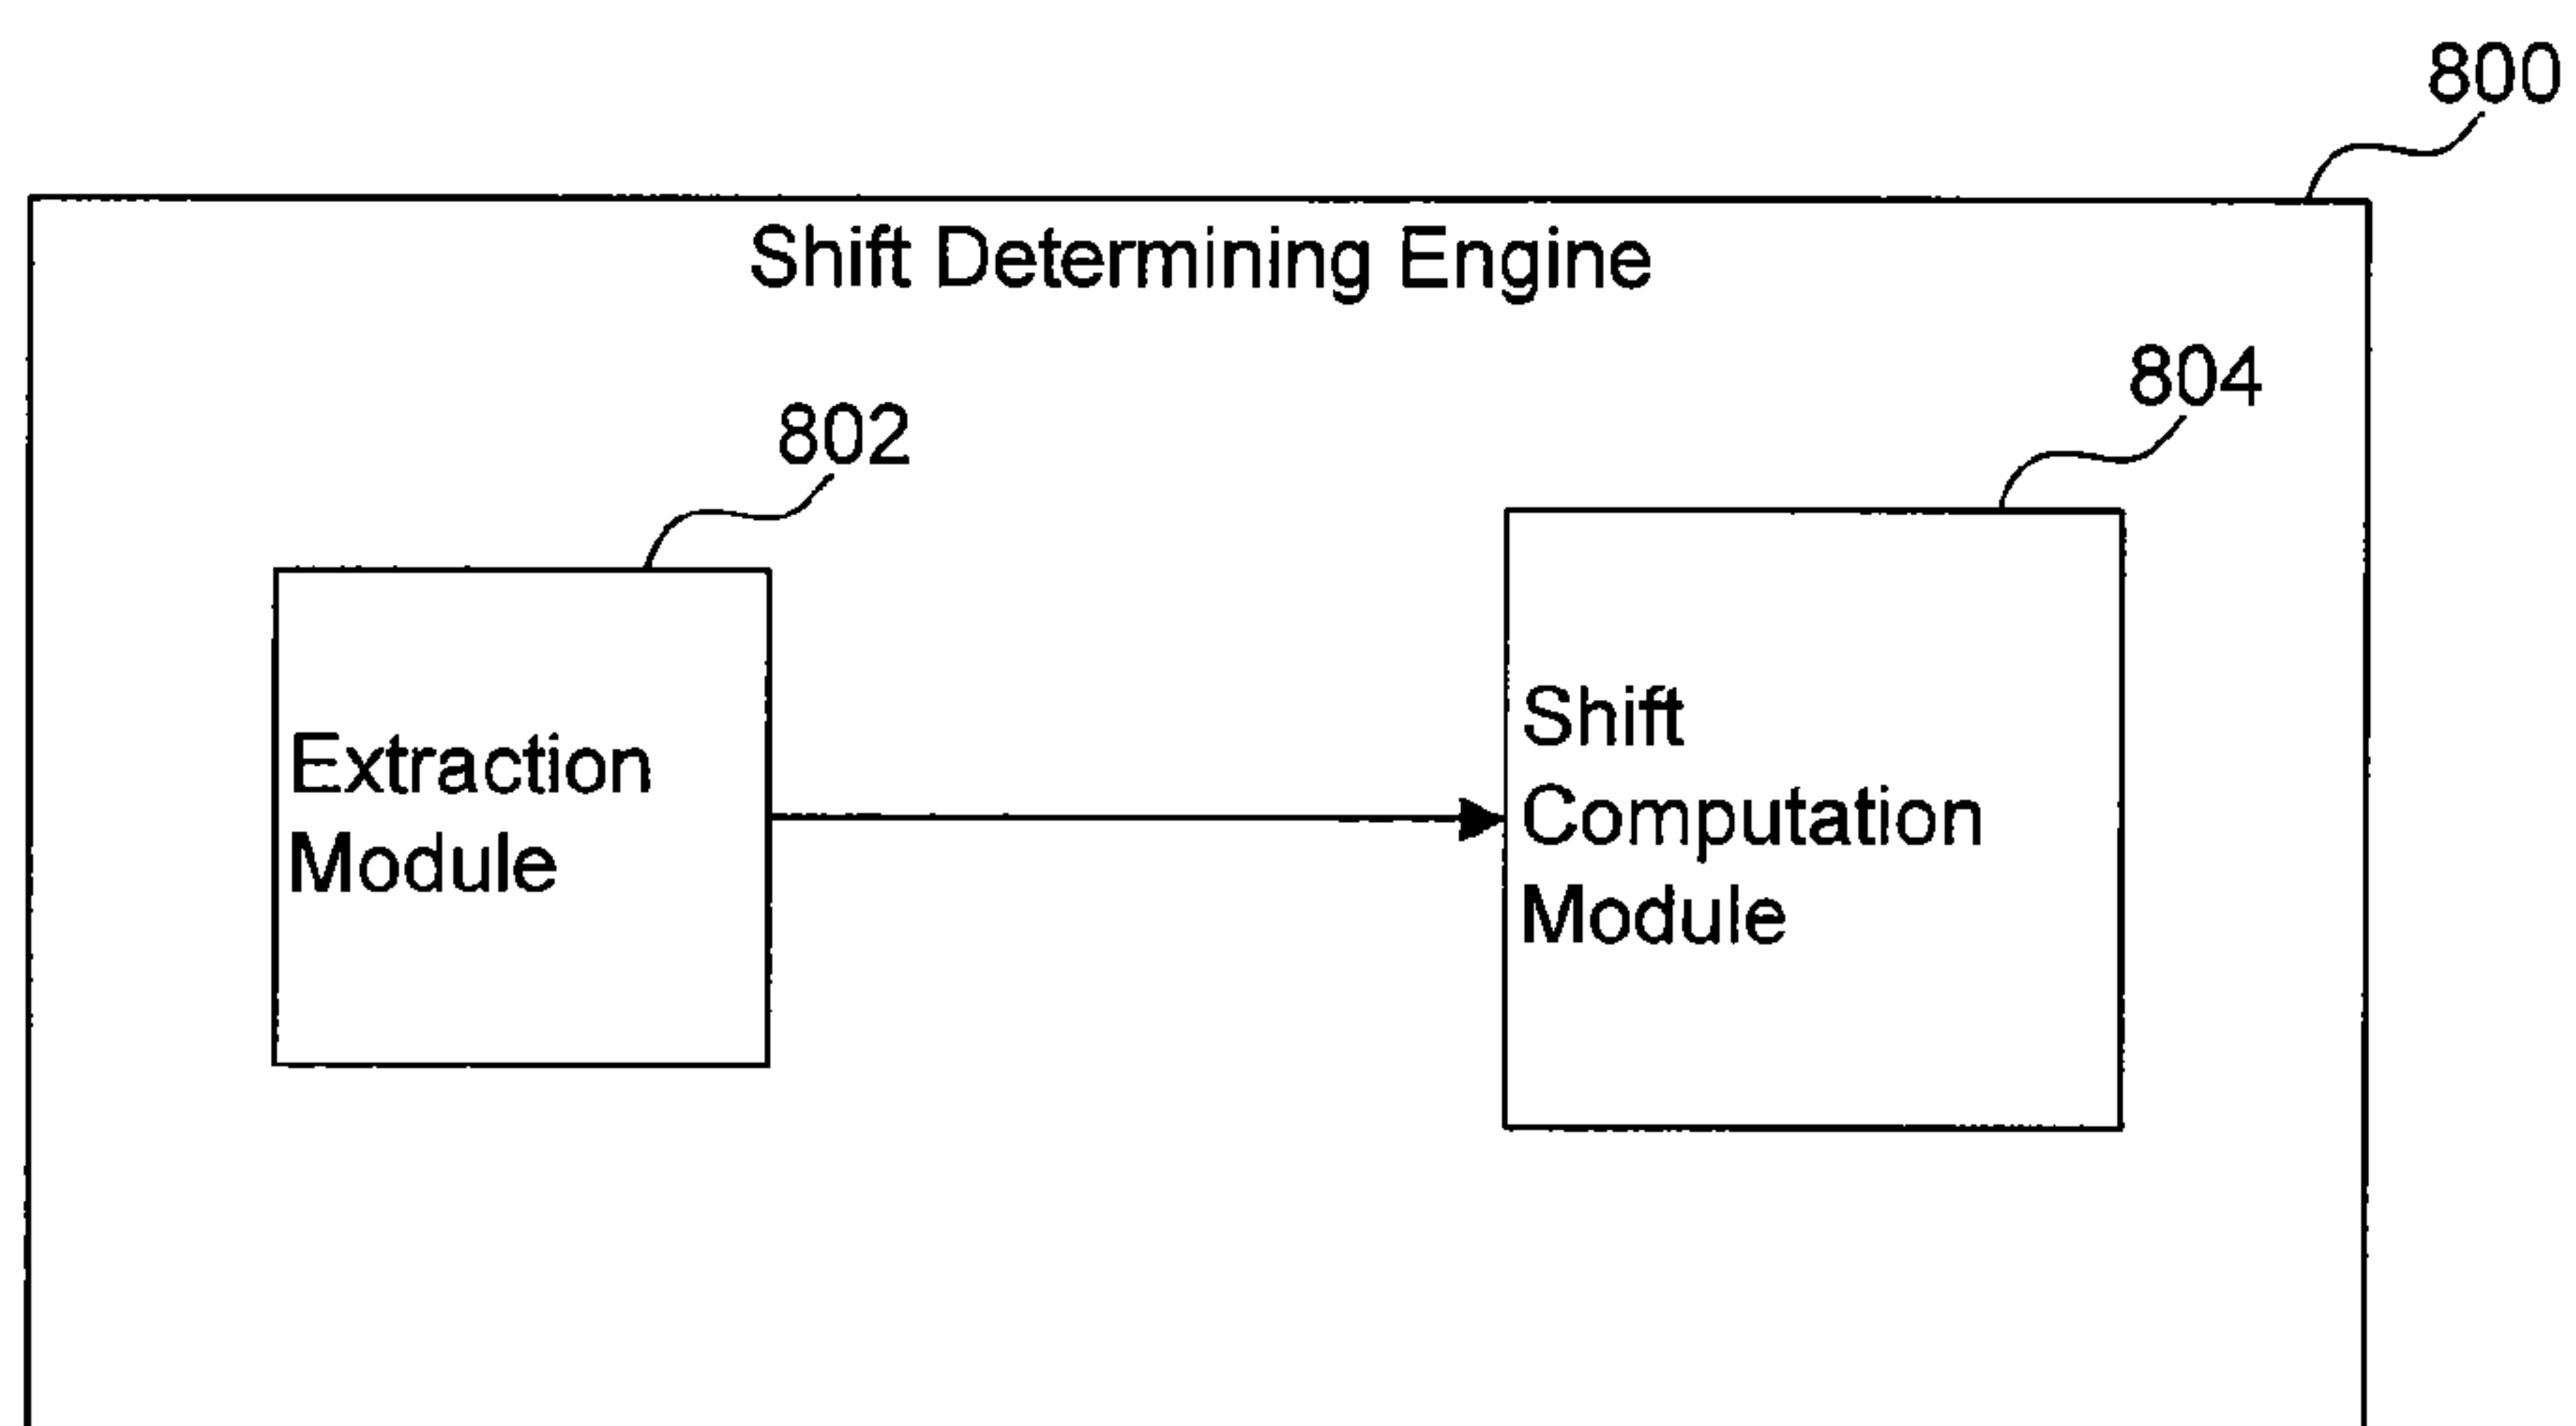 800
Shift Determining Engine
804
802
Extraction
Module
Shift
Computation
Module